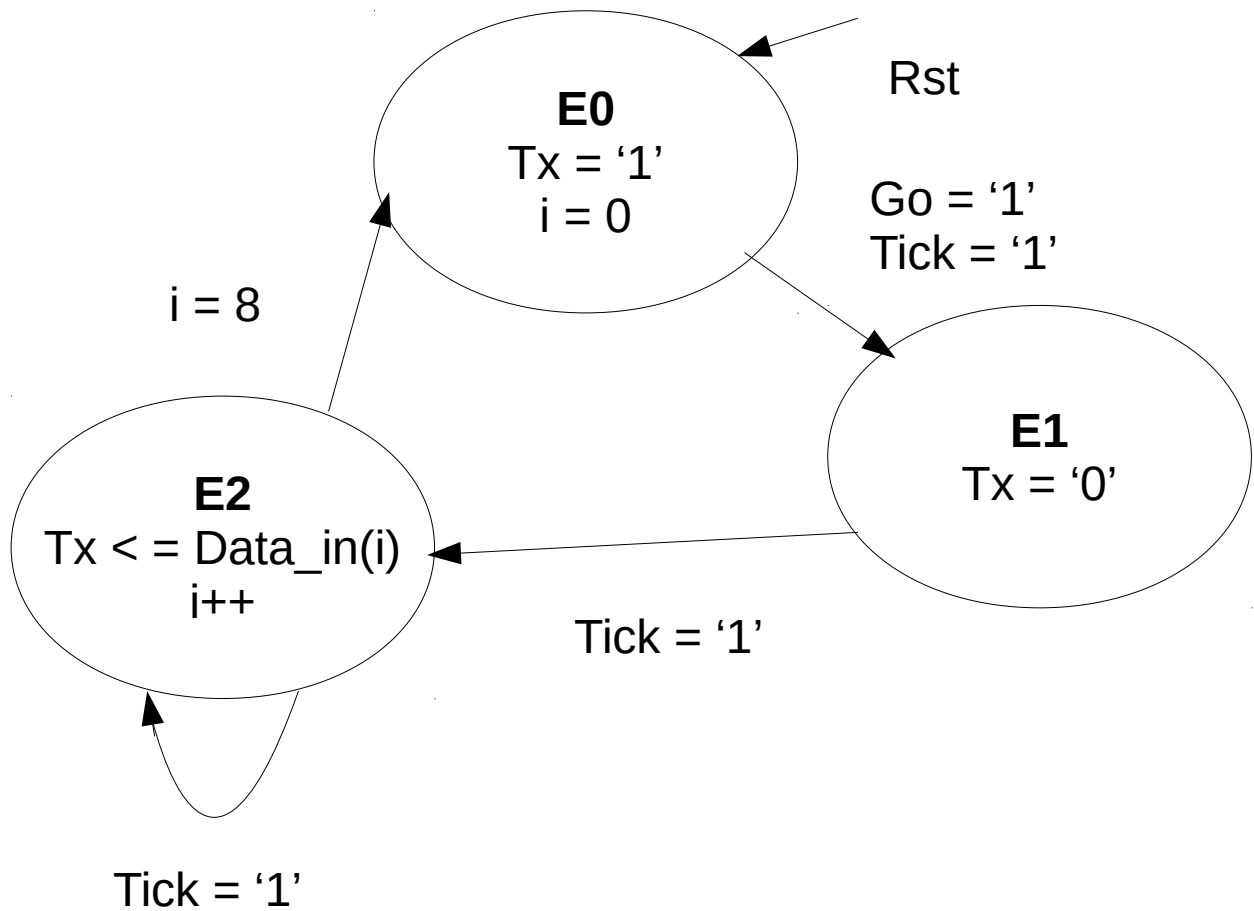 Rst
E0
Tx = ‘1’
i = 0
Go = ‘1’
Tick = ‘1’
i = 8
E1
Tx = ‘0’
E2
Tx < = Data_in(i)
i++
Tick = ‘1’
Tick = ‘1’